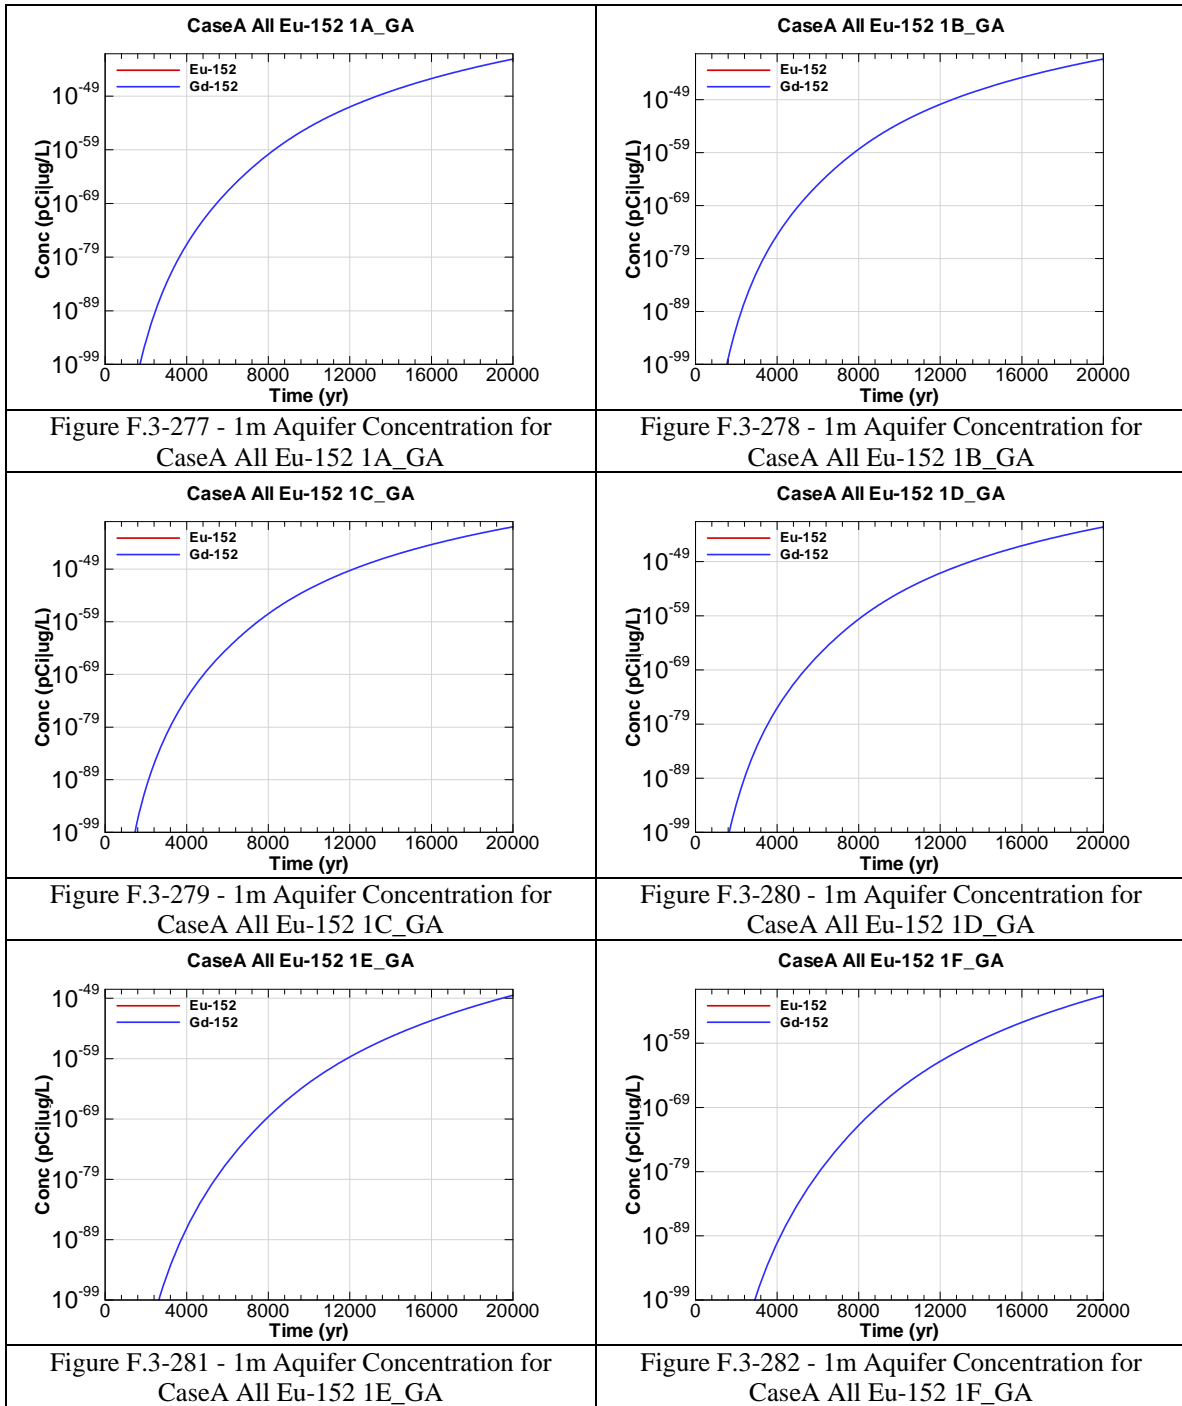 CaseA All Eu-152 1A_GA
Eu-152
Gd-152
Conc (pCi|ug/L)
10-49
10-59
10-69
10-79
10-89
10-99
0 4000 8000 12000 16000 20000
Time (yr)
Figure F.3-277 - 1m Aquifer Concentration for
CaseA All Eu-152 1A_GA
CaseA All Eu-152 1B_GA
Eu-152
Gd-152
Conc (pCi|ug/L)
10-49
10-59
10-69
10-79
10-89
10-99
0 4000 8000 12000 16000 20000
Time (yr)
Figure F.3-278 - 1m Aquifer Concentration for
CaseA All Eu-152 1B_GA
CaseA All Eu-152 1C_GA
Eu-152
Gd-152
Conc (pCi|ug/L)
10-49
10-59
10-69
10-79
10-89
10-99
0 4000 8000 12000 16000 20000
Time (yr)
Figure F.3-279 - 1m Aquifer Concentration for
CaseA All Eu-152 1C_GA
CaseA All Eu-152 1D_GA
Eu-152
Gd-152
Conc (pCi|ug/L)
10-49
10-59
10-69
10-79
10-89
10-99
0 4000 8000 12000 16000 20000
Time (yr)
Figure F.3-280 - 1m Aquifer Concentration for
CaseA All Eu-152 1D_GA
CaseA All Eu-152 1E_GA
Eu-152
Gd-152
Conc (pCi|ug/L)
10-49
10-59
10-69
10-79
10-89
10-99
0 4000 8000 12000 16000 20000
Time (yr)
Figure F.3-281 - 1m Aquifer Concentration for
CaseA All Eu-152 1E_GA
CaseA All Eu-152 1F_GA
Eu-152
Gd-152
Conc (pCi|ug/L)
10-59
10-69
10-79
10-89
10-99
0 4000 8000 12000 16000 20000
Time (yr)
Figure F.3-282 - 1m Aquifer Concentration for
CaseA All Eu-152 1F_GA